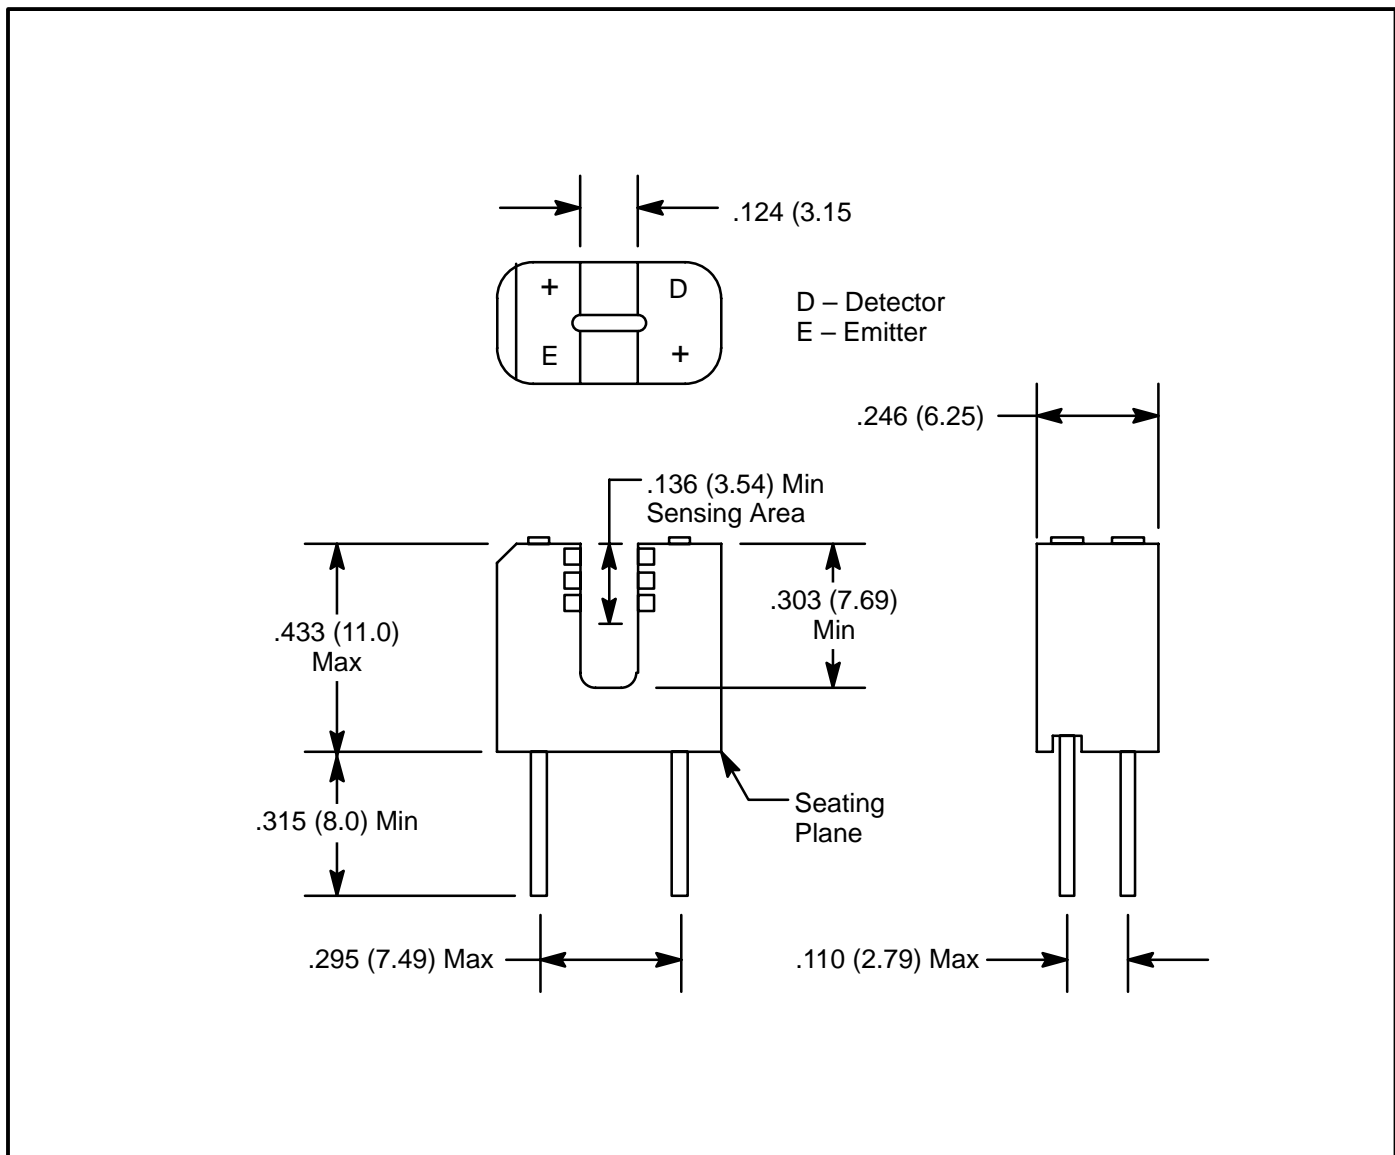 .124 (3.15
+ D
E +
D – Detector
E – Emitter
.246 (6.25)
.136 (3.54) Min
Sensing Area
.303 (7.69)
Min
.433 (11.0)
Max
.315 (8.0) Min
Seating
Plane
.295 (7.49) Max
.110 (2.79) Max